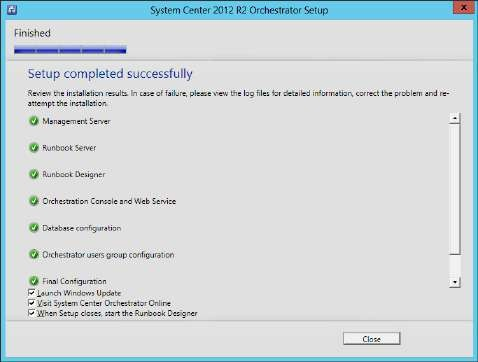 System Center 2012 R2 Orchestrator Setup
Finished
Setup completed successfully
Review the installation results. In case of failure, please view the log files for detailed information, correct the problem and re-
attempt the installation.
Management Server
Runbook Server
Runbook Designer
Orchestration Console and Web Service
Database configuration
Orchestrator users group configuration
Final Configuration
Launch Windows Update
Visit System Center Orchestrator Online
When Setup closes, start the Runbook Designer
Close